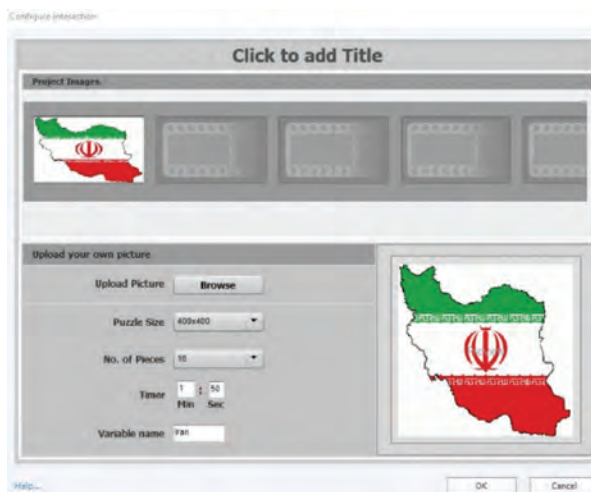 Configure interaction
Click to add Title
Project Images
Upload your own picture
Upload Picture Browse
Puzzle Size 400x400
No. of Pieces 16
Timer 1 : 50
Min Sec
Variable name
Help...
OK Cancel